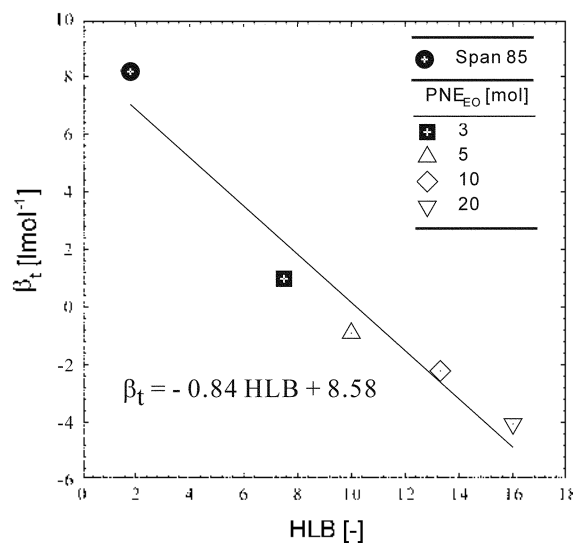 10
8
6
4
2
0
-2
-4
-6
βt [lmol-1]
Span 85
PNEEO [mol]
3
5
10
20
βt = - 0.84 HLB + 8.58
0 2 4 6 8 10 12 14 16 18
HLB [-]